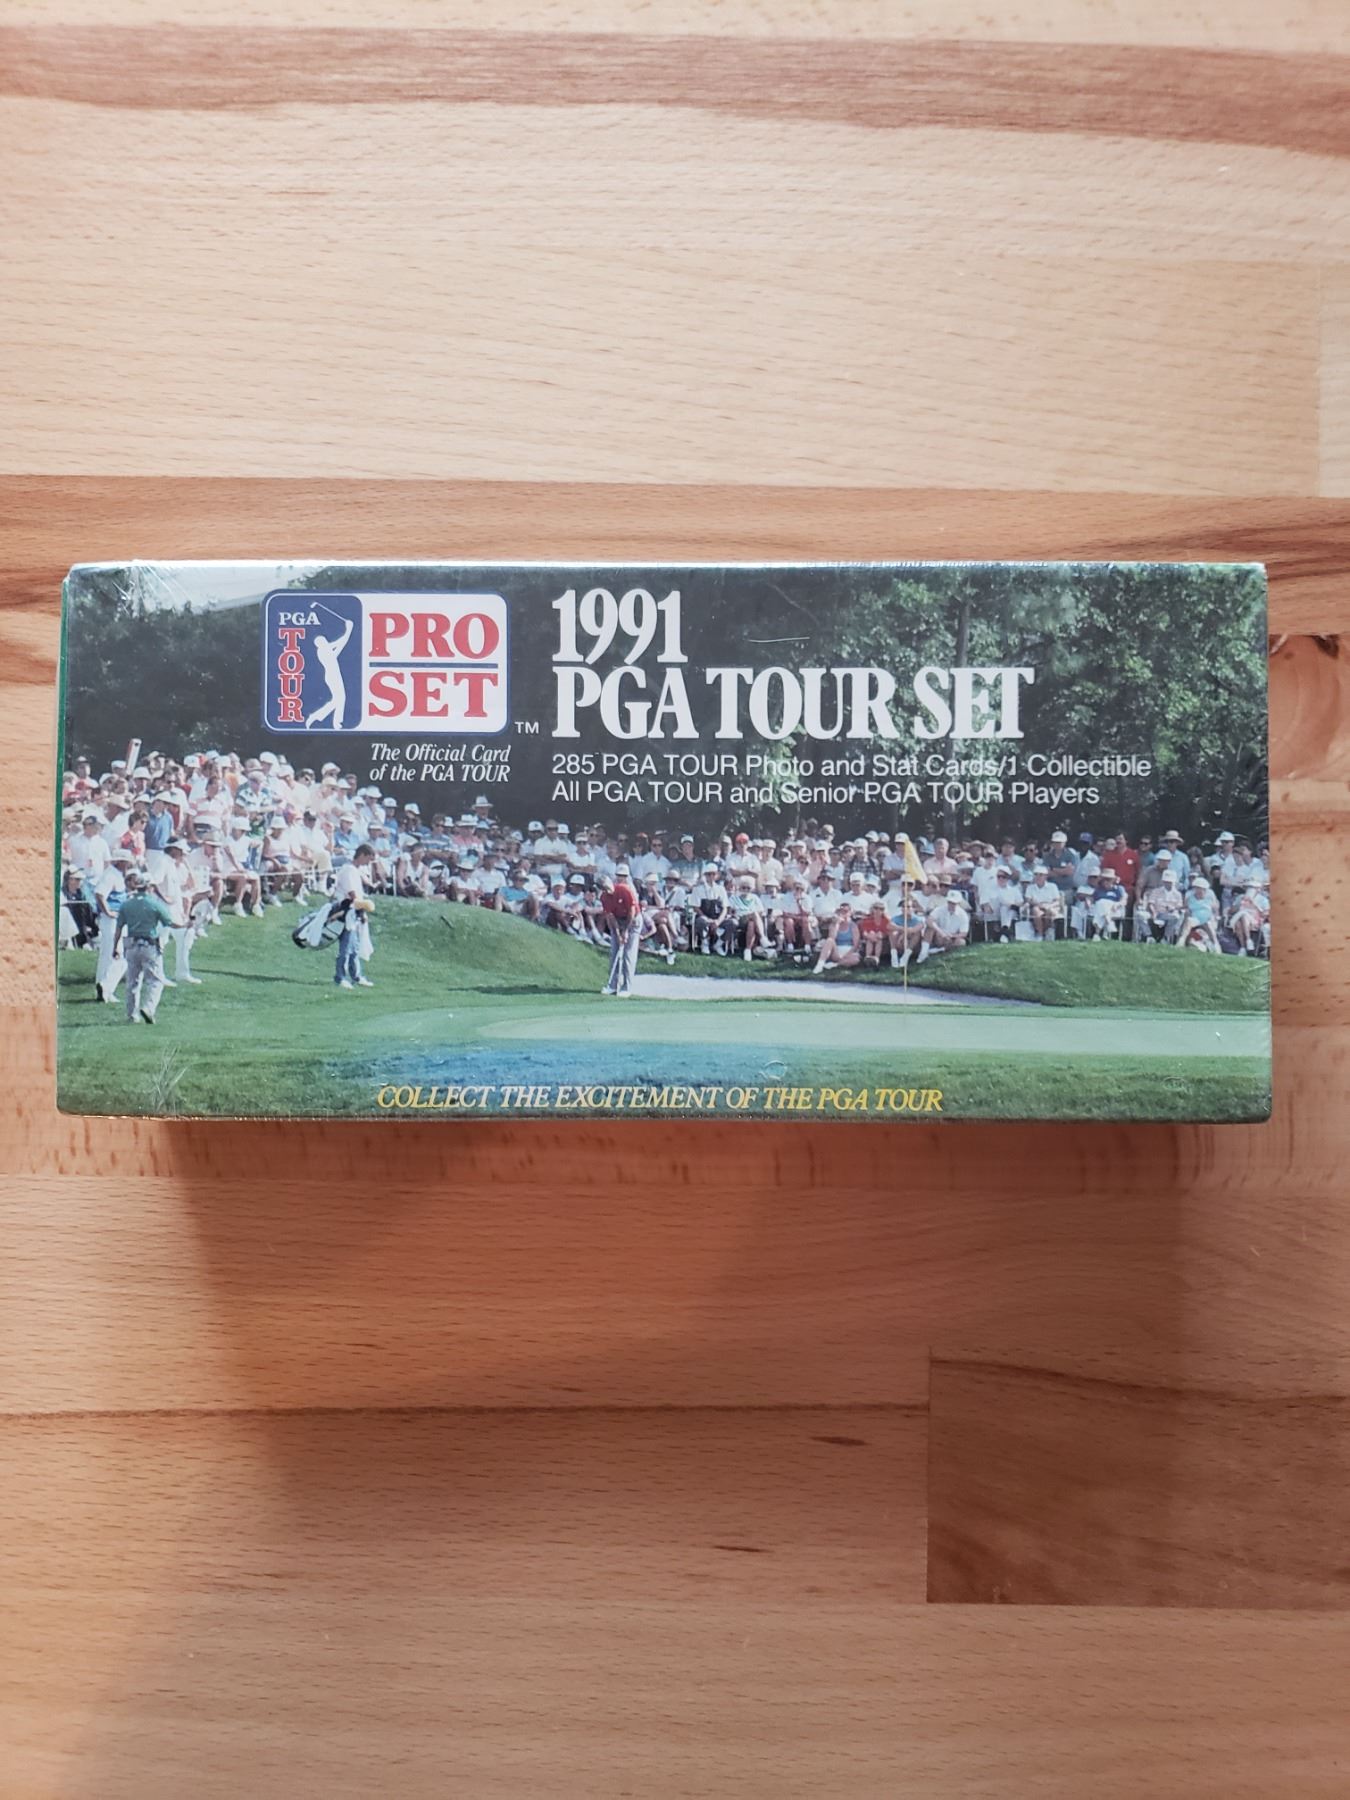 PGA
TOUR
PRO
SET
TM
The Official Card
of the PGA TOUR
1991
PGA TOUR SET
285 PGA TOUR Photo and Stat Cards/1 Collectible
All PGA TOUR and Senior PGA TOUR Players
COLLECT THE EXCITEMENT OF THE PGA TOUR